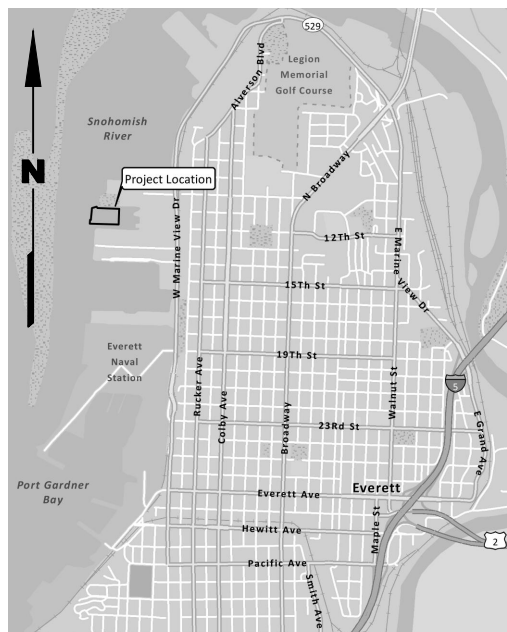 529
Alverson Blvd
Legion
Memorial
Golf Course
Snohomish
River
N
Project Location
N Broadway
W Marine View Dr
12Th St
E Marine View Dr
15Th St
Everett
Naval
Station
19Th St
5
Rucker Ave
Colby Ave
Broadway
Walnut St
23Rd St
E Grand Ave
Port Gardner
Bay
Everett
Everett Ave
Hewitt Ave
Maple St
2
Pacific Ave
Smith Ave